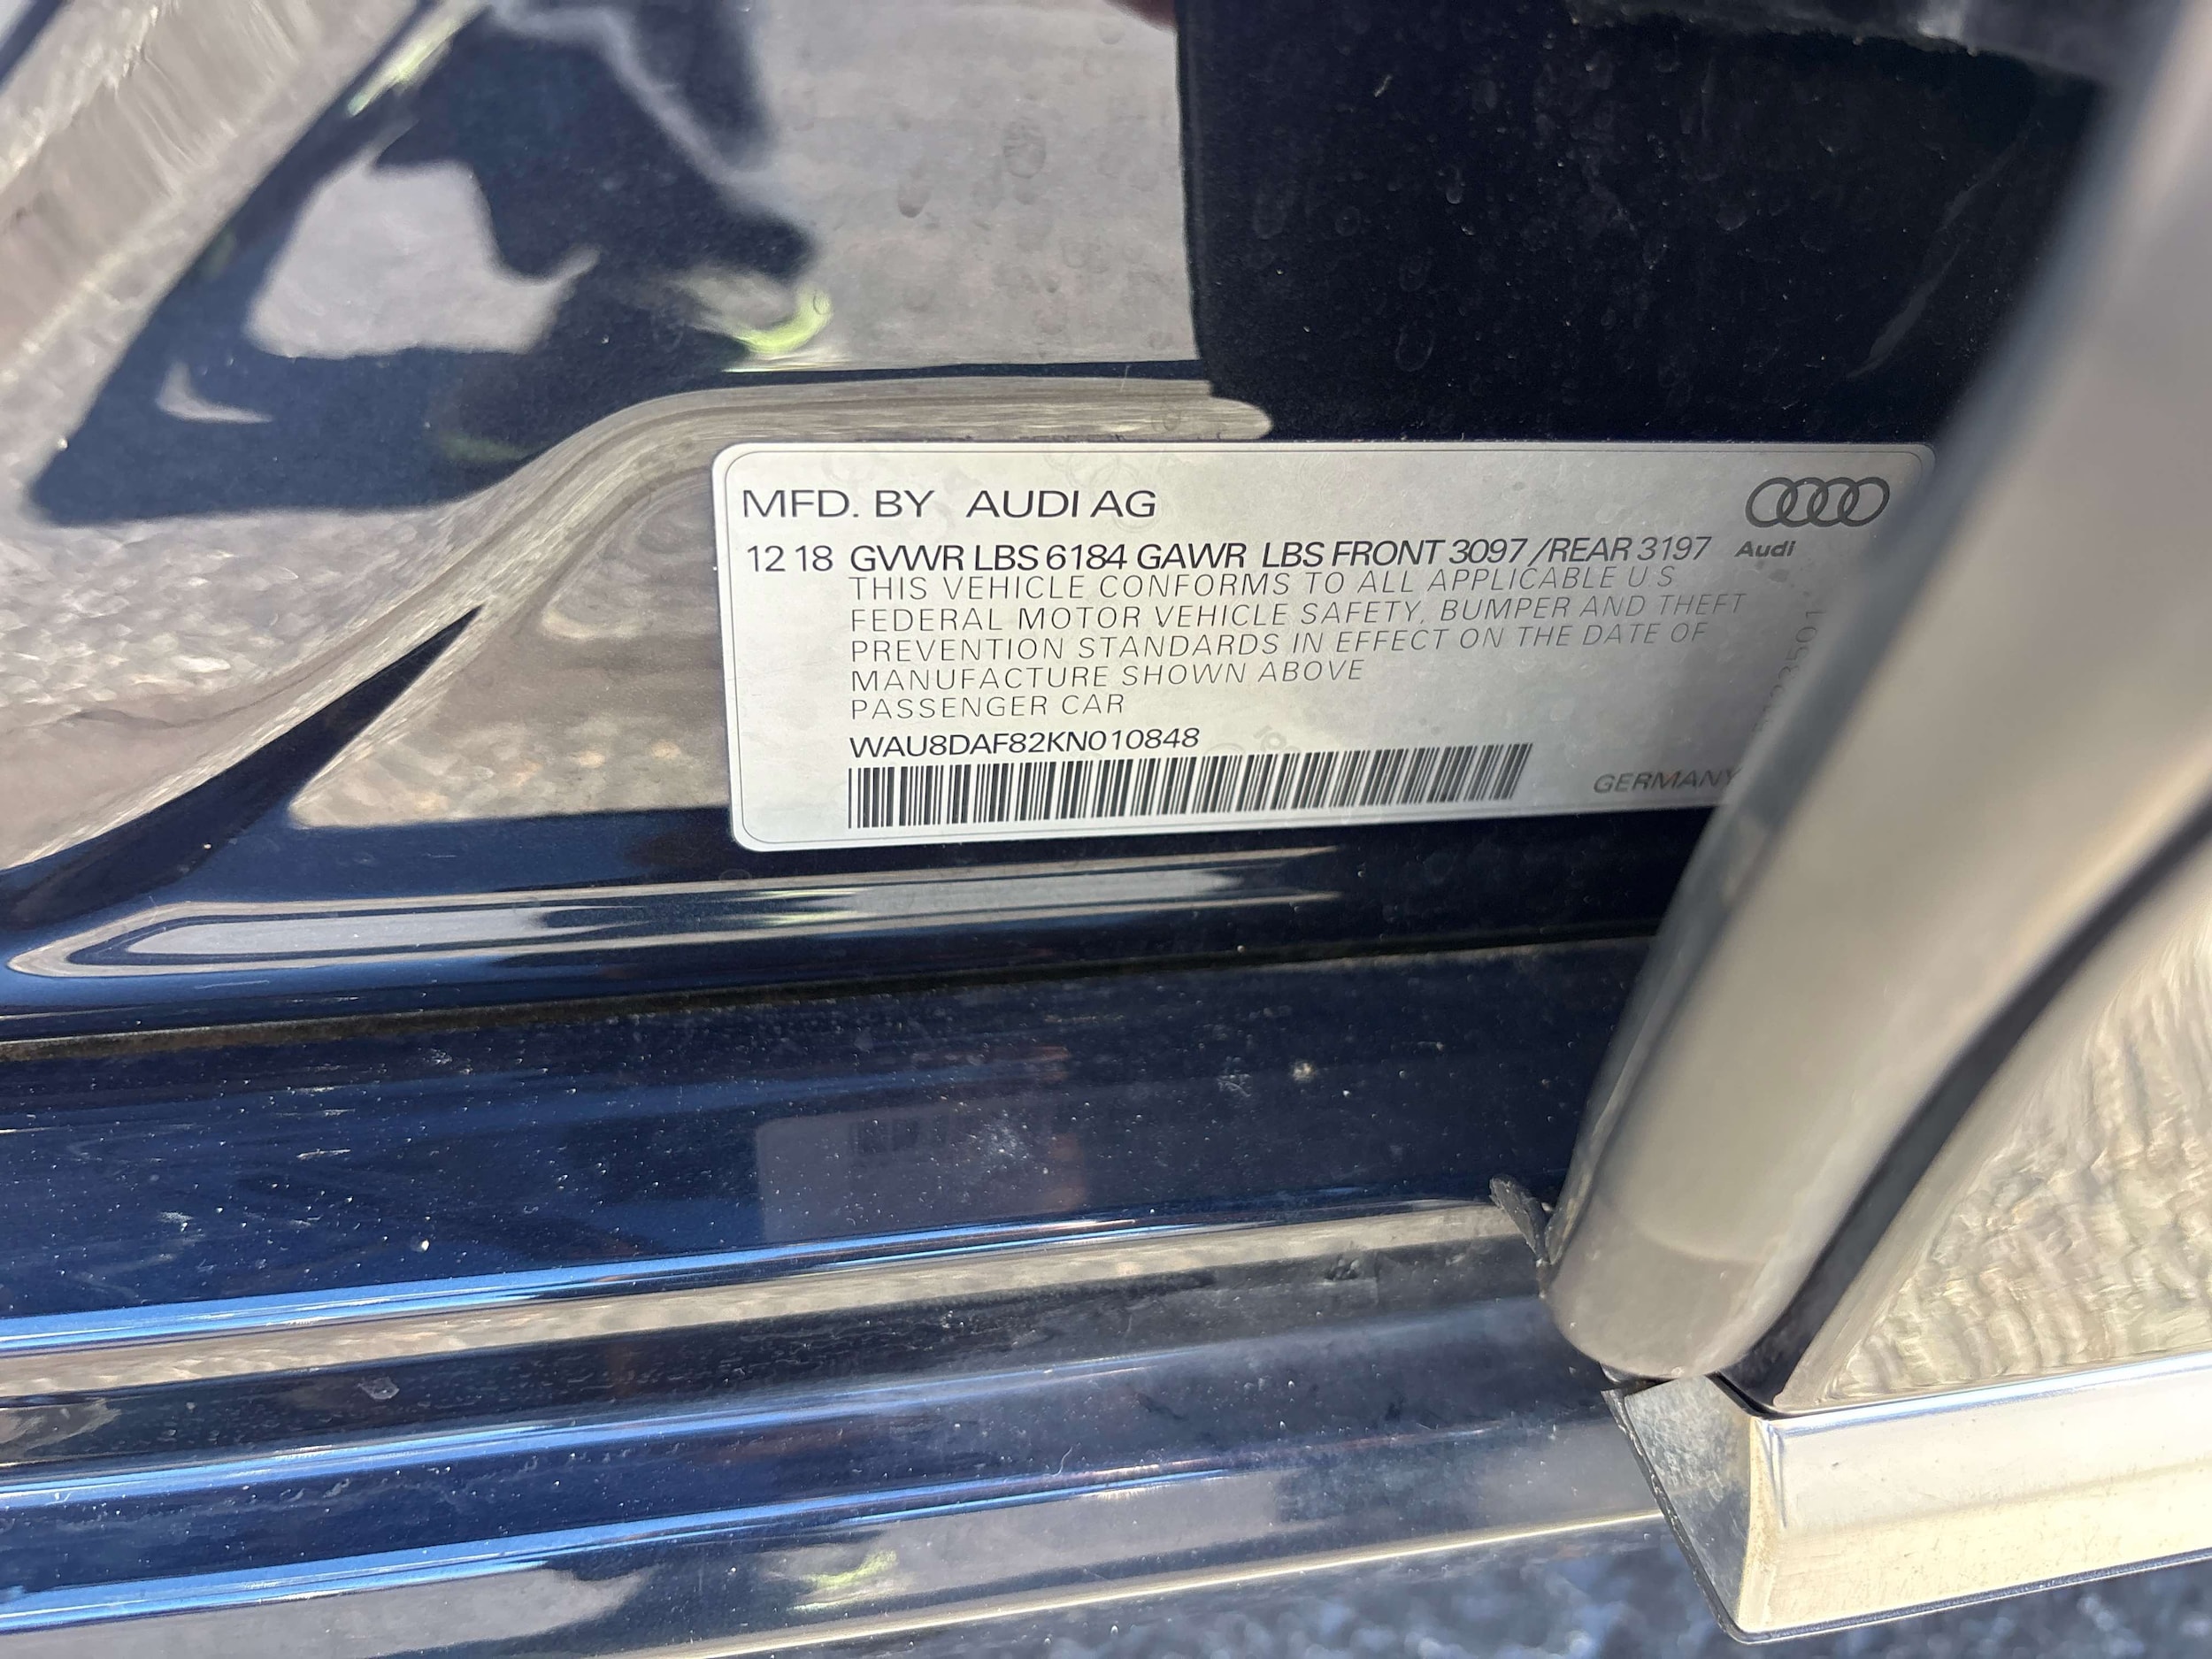 MFD. BY AUDI AG
12 18 GVWR LBS 6184 GAWR LBS FRONT 3097 /REAR 3197
Audi
THIS VEHICLE CONFORMS TO ALL APPLICABLE U.S.
FEDERAL MOTOR VEHICLE SAFETY, BUMPER AND THEFT
PREVENTION STANDARDS IN EFFECT ON THE DATE OF
MANUFACTURE SHOWN ABOVE
PASSENGER CAR
WAU8DAF82KN010848
GERMANY